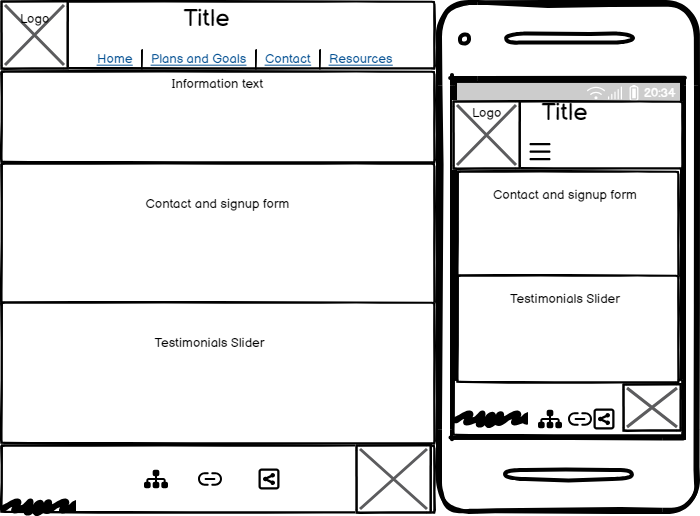 Logo
Title
Home
Plans and Goals
Contact
Resources
Information text
Contact and signup form
Testimonials Slider
20:34
Logo
Title
Contact and signup form
Testimonials Slider